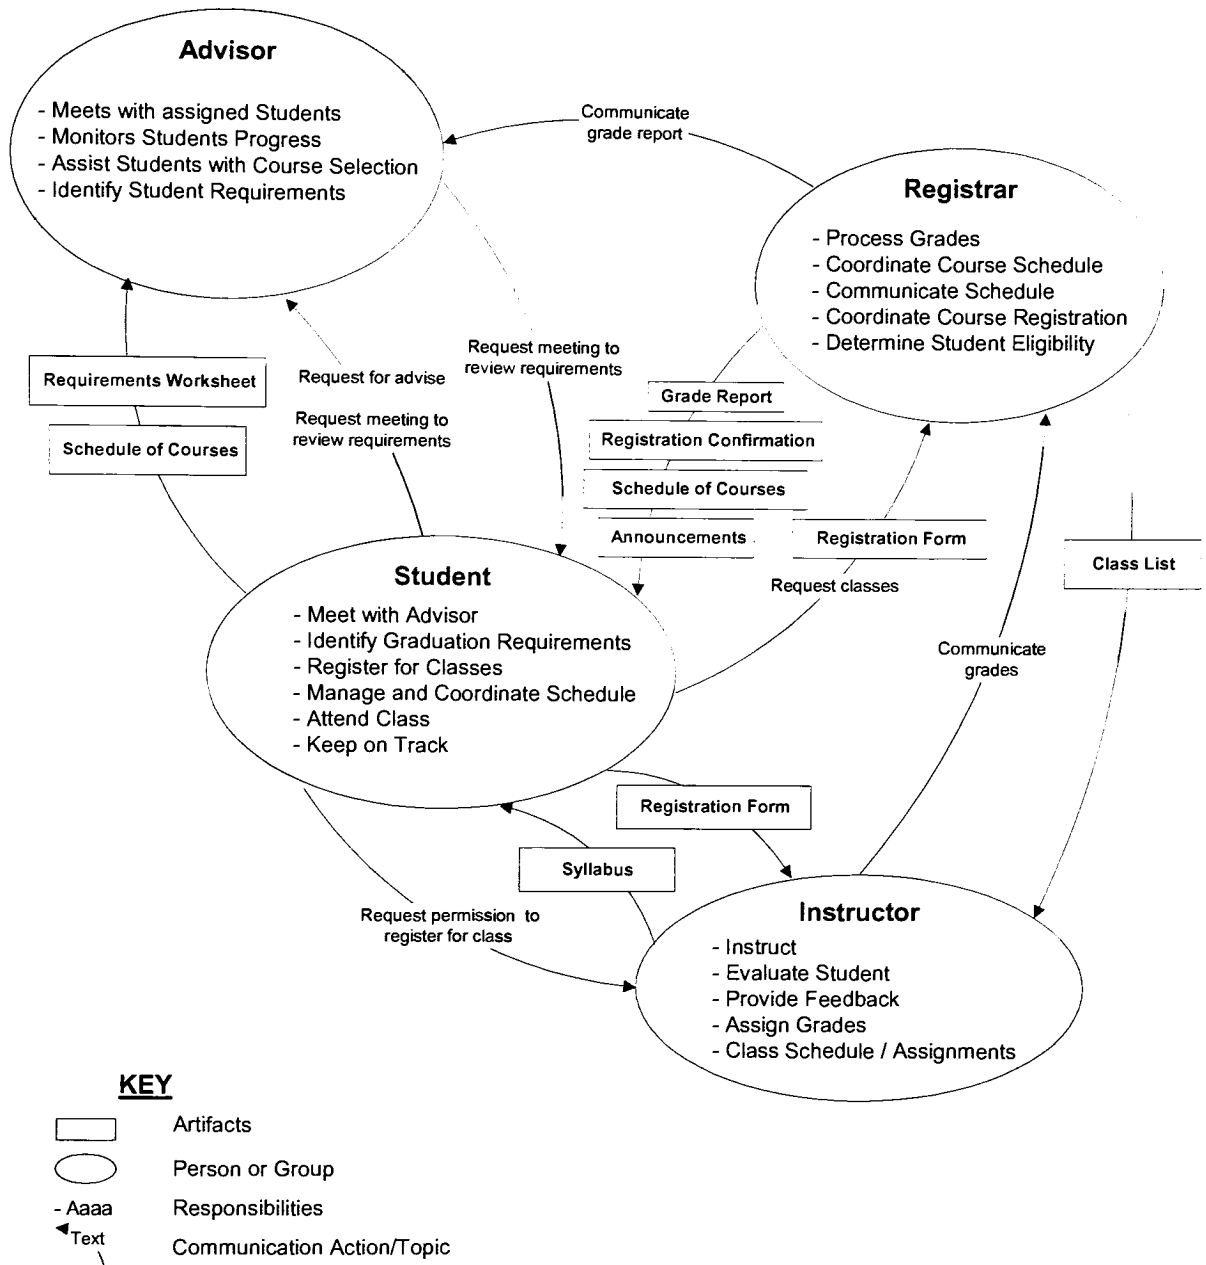 Advisor
- Meets with assigned Students
- Monitors Students Progress
- Assist Students with Course Selection
- Identify Student Requirements
Communicate
grade report
Registrar
- Process Grades
- Coordinate Course Schedule
- Communicate Schedule
- Coordinate Course Registration
- Determine Student Eligibility
Requirements Worksheet
Schedule of Courses
Request for advise
Request meeting to
review requirements
Request meeting to
review requirements
Grade Report
Registration Confirmation
Schedule of Courses
Announcements
Registration Form
Request classes
Class List
Communicate
grades
Student
- Meet with Advisor
- Identify Graduation Requirements
- Register for Classes
- Manage and Coordinate Schedule
- Attend Class
- Keep on Track
Registration Form
Syllabus
Request permission to
register for class
Instructor
- Instruct
- Evaluate Student
- Provide Feedback
- Assign Grades
- Class Schedule / Assignments
KEY
Artifacts
Person or Group
- Aaaa Responsibilities
Text
Communication Action/Topic